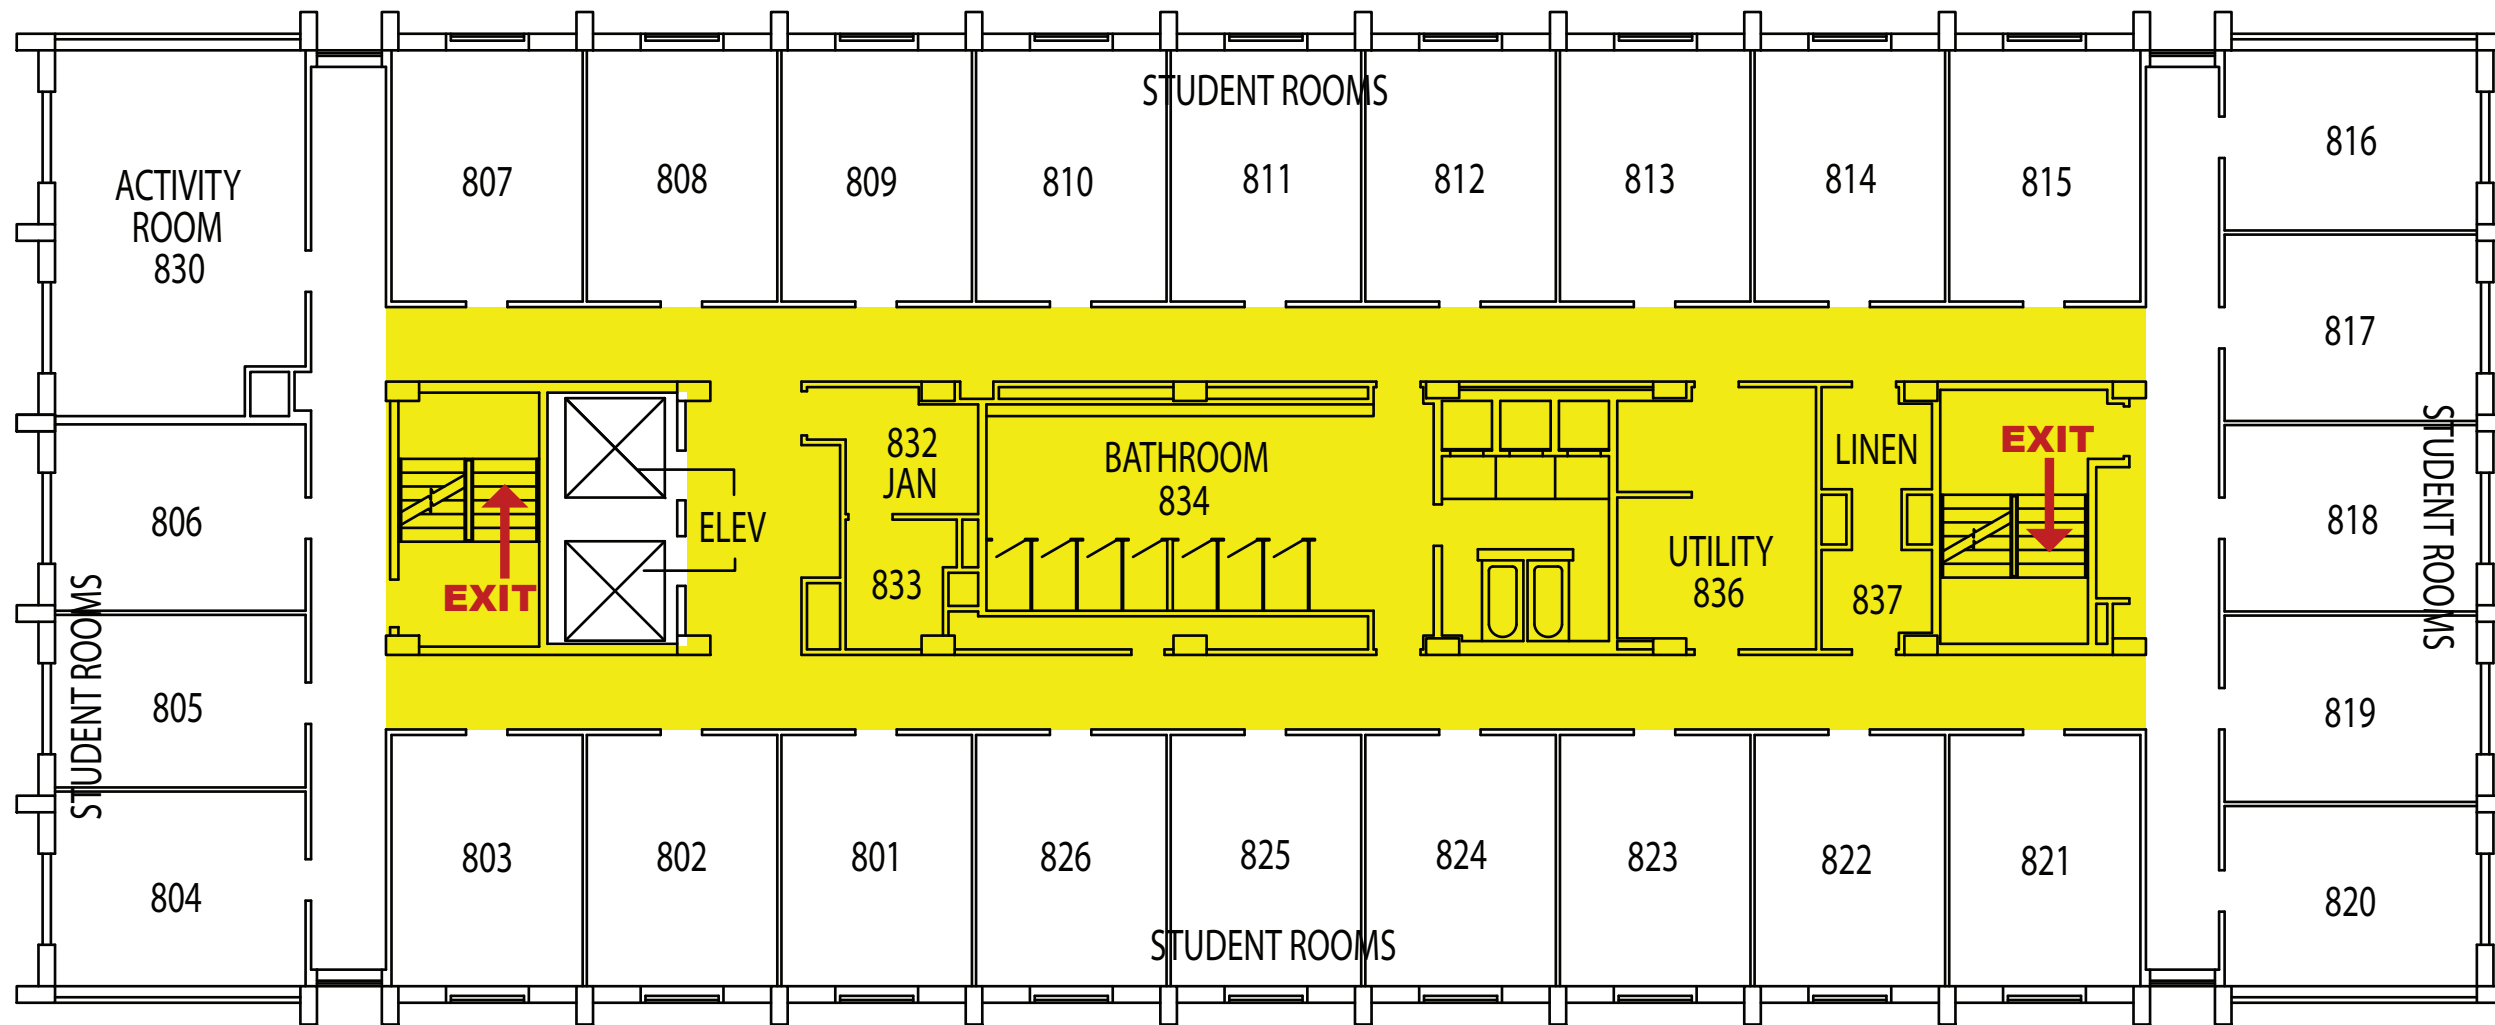 STUDENT ROOMS
807
808
809
810
811
812
813
814
815
816
ACTIVITY
ROOM
830
817
806
EXIT
ELEV
832
JAN
833
BATHROOM
834
UTILITY
836
LINEN
837
EXIT
818
STUDENT ROOMS
STUDENT ROOMS
805
819
804
803
802
801
826
825
824
823
822
821
820
STUDENT ROOMS